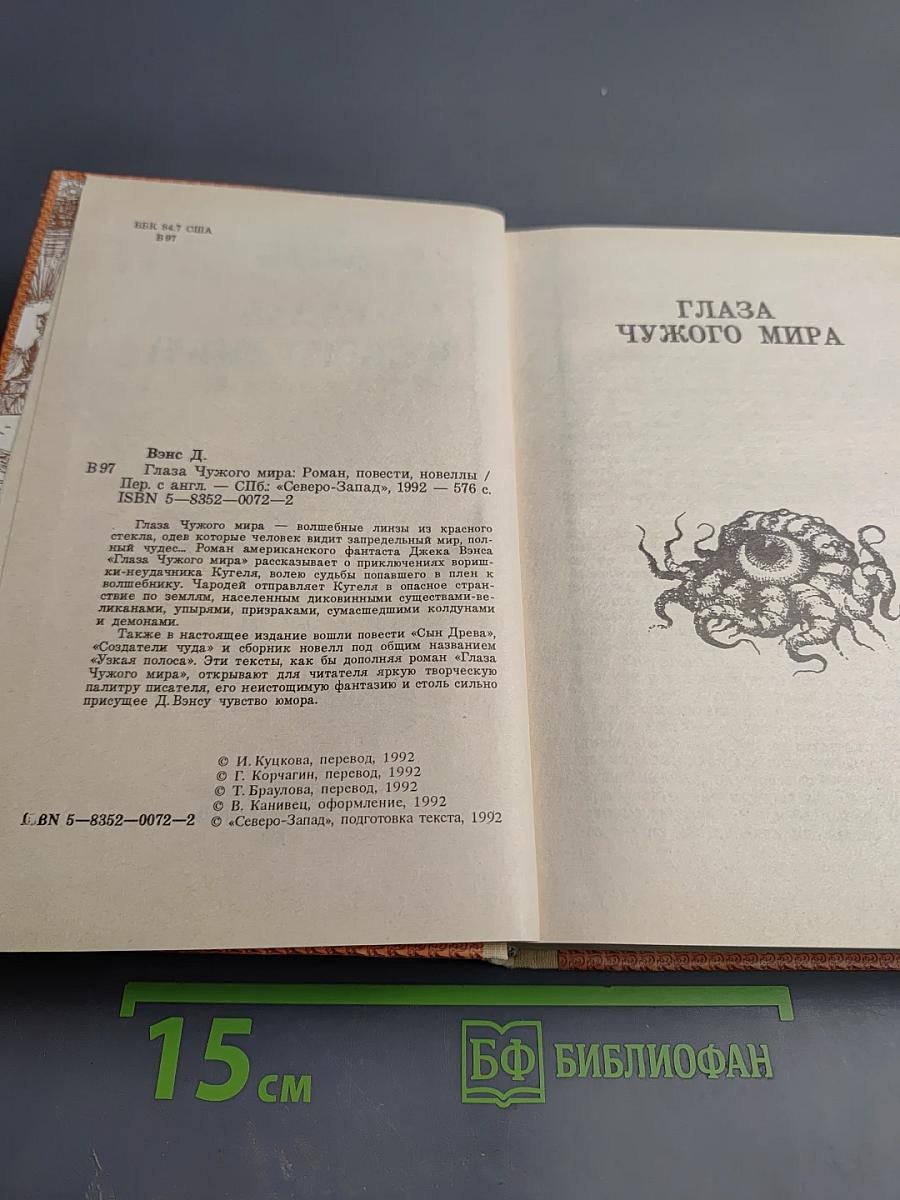 ББК 84.7 США
В 97
Вэнс Д.
В 97 Глаза Чужого мира: Роман, повести, новеллы /
Пер. с англ. — СПб.: «Северо-Запад», 1992 — 576 с.
ISBN 5—8352—0072—2
Глаза Чужого мира — волшебные линзы из красного
стекла, одев которые человек видит запредельный мир, пол-
ный чудес... Роман американского фантаста Джека Вэнса
«Глаза Чужого мира» рассказывает о приключениях вориш-
ки-неудачника Кугеля, волею судьбы попавшего в плен к
волшебнику. Чародей отправляет Кугеля в опасное стран-
ствие по землям, населенным диковинными существами-ве-
ликанами, упырями, призраками, сумасшедшими колдунами
и демонами.
Также в настоящее издание вошли повести «Сын Древа»,
«Создатели чуда» и сборник новелл под общим названием
«Узкая полоса». Эти тексты, как бы дополняя роман «Глаза
Чужого мира», открывают для читателя яркую творческую
палитру писателя, его неистощимую фантазию и столь сильно
присущее Д. Вэнсу чувство юмора.
© И. Куцкова, перевод, 1992
© Г. Корчагин, перевод, 1992
© Т. Браулова, перевод, 1992
© В. Канивец, оформление, 1992
ISBN 5—8352—0072—2 © «Северо-Запад», подготовка текста, 1992
ГЛАЗА
ЧУЖОГО МИРА
15 см
БФ БИБЛИОФАН